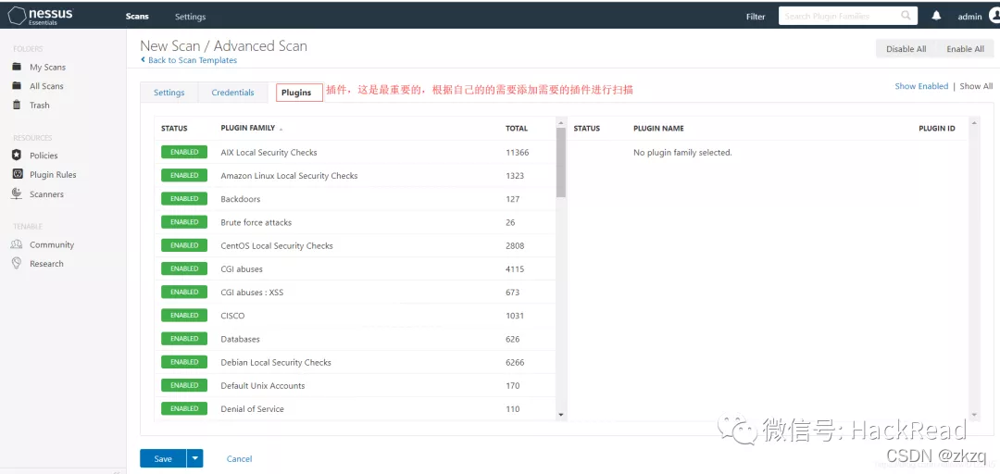 nessus
Essentials
Scans
Settings
Filter
Search Plugin Families
admin
FOLDERS
My Scans
All Scans
Trash
RESOURCES
Policies
Plugin Rules
Scanners
TENABLE
Community
Research
New Scan / Advanced Scan
Back to Scan Templates
Disable All
Enable All
Settings
Credentials
Plugins
插件，这是最重要的，根据自己的的需要添加需要的插件进行扫描
Show Enabled | Show All
STATUS PLUGIN FAMILY TOTAL
ENABLED AIX Local Security Checks 11366
ENABLED Amazon Linux Local Security Checks 1323
ENABLED Backdoors 127
ENABLED Brute force attacks 26
ENABLED CentOS Local Security Checks 2808
ENABLED CGI abuses 4115
ENABLED CGI abuses : XSS 673
ENABLED CISCO 1031
ENABLED Databases 626
ENABLED Debian Local Security Checks 6266
ENABLED Default Unix Accounts 170
ENABLED Denial of Service 110
STATUS PLUGIN NAME PLUGIN ID
No plugin family selected.
Save
Cancel
微信号: HackRead
CSDN @zkzq